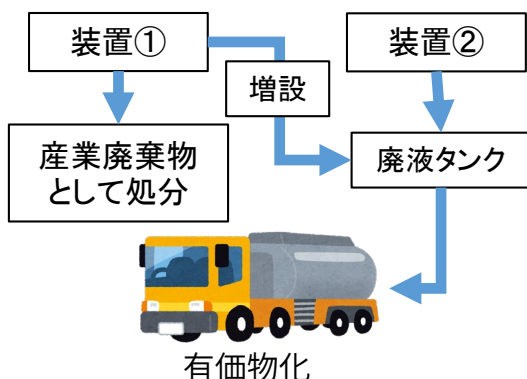 装置①
装置②
増設
産業廃棄物
として処分
廃液タンク
有価物化